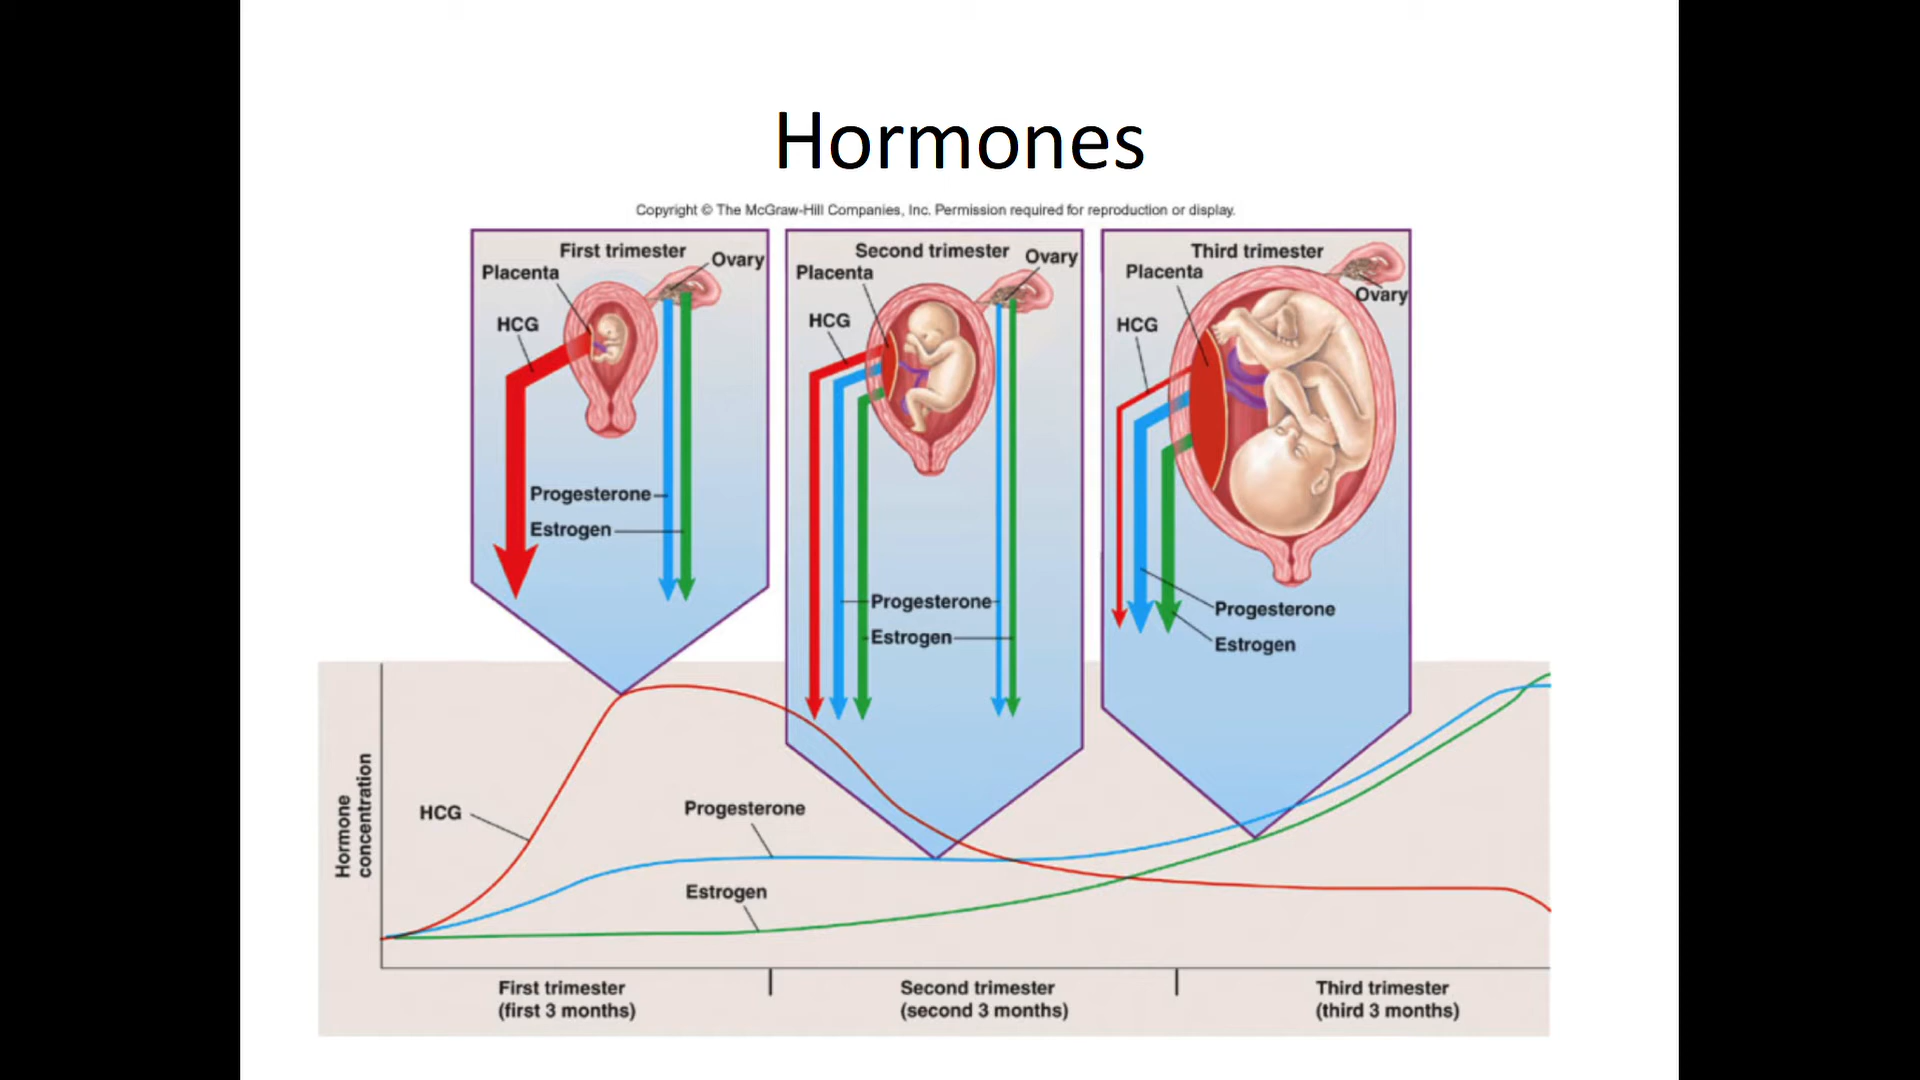 Hormones
Copyright © The McGraw-Hill Companies, Inc. Permission required for reproduction or display.
First trimester
Placenta
Ovary
HCG
Progesterone
Estrogen
Second trimester
Placenta
Ovary
HCG
Progesterone
Estrogen
Third trimester
Placenta
Ovary
HCG
Progesterone
Estrogen
Hormone
concentration
HCG
Progesterone
Estrogen
First trimester
(first 3 months)
Second trimester
(second 3 months)
Third trimester
(third 3 months)